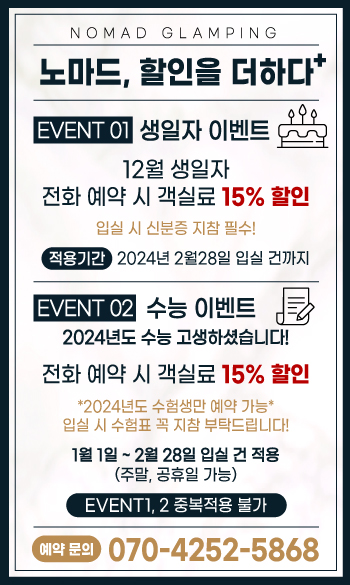 NOMAD GLAMPING
노마드, 할인을 더하다+
EVENT 01 생일자 이벤트
12월 생일자
전화 예약 시 객실료 15% 할인
입실 시 신분증 지참 필수!
적용기간 2024년 2월28일 입실 건까지
EVENT 02 수능 이벤트
2024년도 수능 고생하셨습니다!
전화 예약 시 객실료 15% 할인
*2024년도 수험생만 예약 가능*
입실 시 수험표 꼭 지참 부탁드립니다!
1월 1일 ~ 2월 28일 입실 건 적용
(주말, 공휴일 가능)
EVENT1, 2 중복적용 불가
예약 문의 070-4252-5868